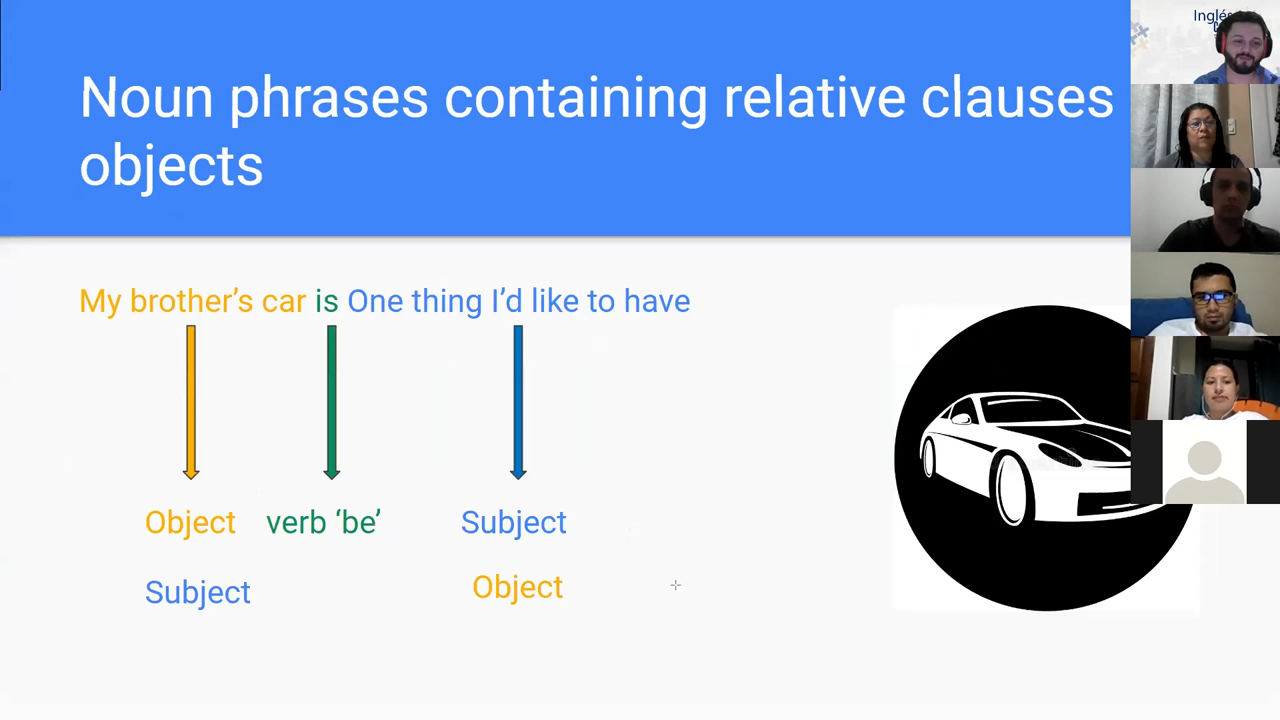 Noun phrases containing relative clauses
objects
My brother's car is One thing I'd like to have
Object verb 'be' Subject
Subject Object